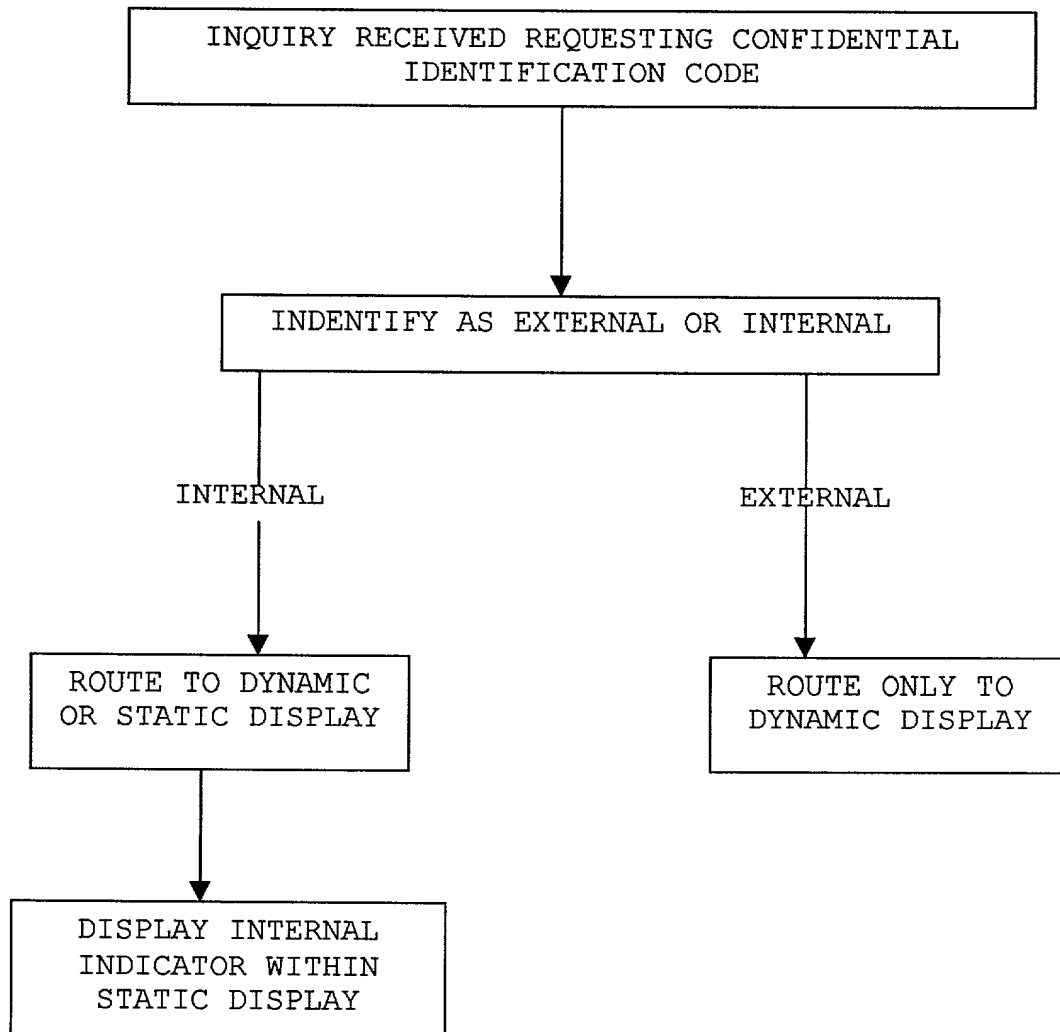 INQUIRY RECEIVED REQUESTING CONFIDENTIAL
IDENTIFICATION CODE
INDENTIFY AS EXTERNAL OR INTERNAL
INTERNAL
EXTERNAL
ROUTE TO DYNAMIC
OR STATIC DISPLAY
ROUTE ONLY TO
DYNAMIC DISPLAY
DISPLAY INTERNAL
INDICATOR WITHIN
STATIC DISPLAY